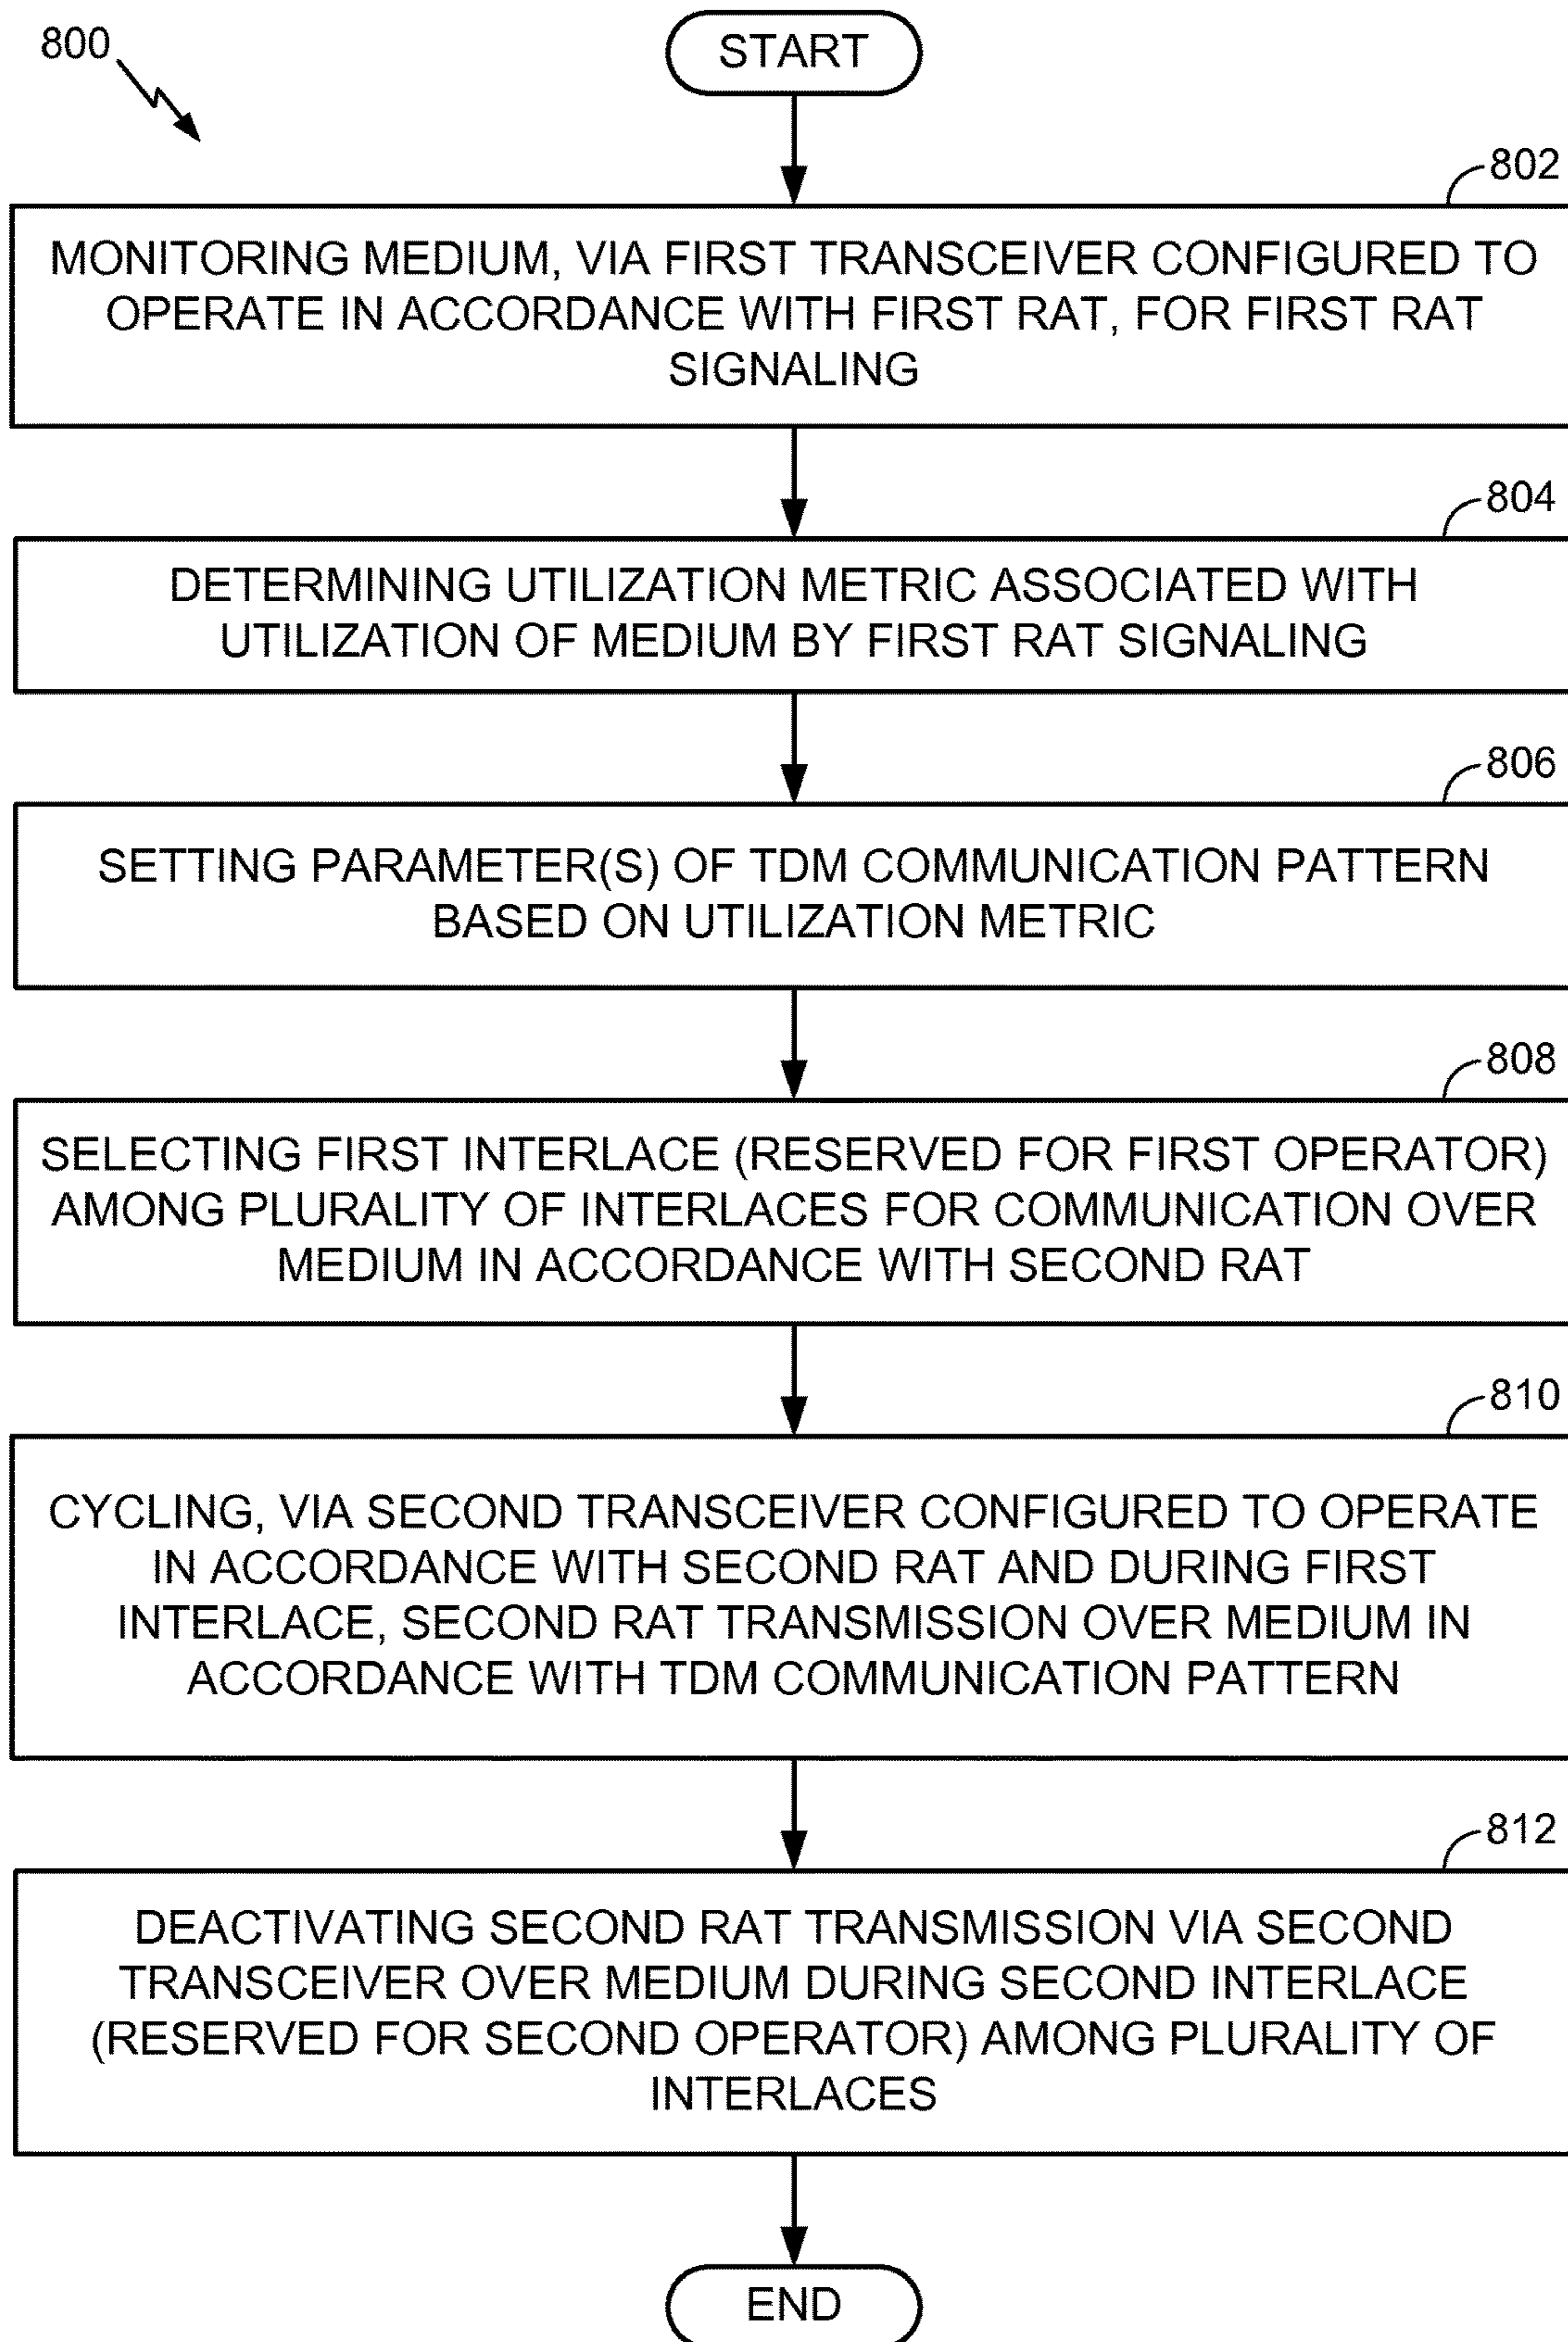 800
START
802
MONITORING MEDIUM, VIA FIRST TRANSCEIVER CONFIGURED TO
OPERATE IN ACCORDANCE WITH FIRST RAT, FOR FIRST RAT
SIGNALING
804
DETERMINING UTILIZATION METRIC ASSOCIATED WITH
UTILIZATION OF MEDIUM BY FIRST RAT SIGNALING
806
SETTING PARAMETER(S) OF TDM COMMUNICATION PATTERN
BASED ON UTILIZATION METRIC
808
SELECTING FIRST INTERLACE (RESERVED FOR FIRST OPERATOR)
AMONG PLURALITY OF INTERLACES FOR COMMUNICATION OVER
MEDIUM IN ACCORDANCE WITH SECOND RAT
810
CYCLING, VIA SECOND TRANSCEIVER CONFIGURED TO OPERATE
IN ACCORDANCE WITH SECOND RAT AND DURING FIRST
INTERLACE, SECOND RAT TRANSMISSION OVER MEDIUM IN
ACCORDANCE WITH TDM COMMUNICATION PATTERN
812
DEACTIVATING SECOND RAT TRANSMISSION VIA SECOND
TRANSCEIVER OVER MEDIUM DURING SECOND INTERLACE
(RESERVED FOR SECOND OPERATOR) AMONG PLURALITY OF
INTERLACES
END